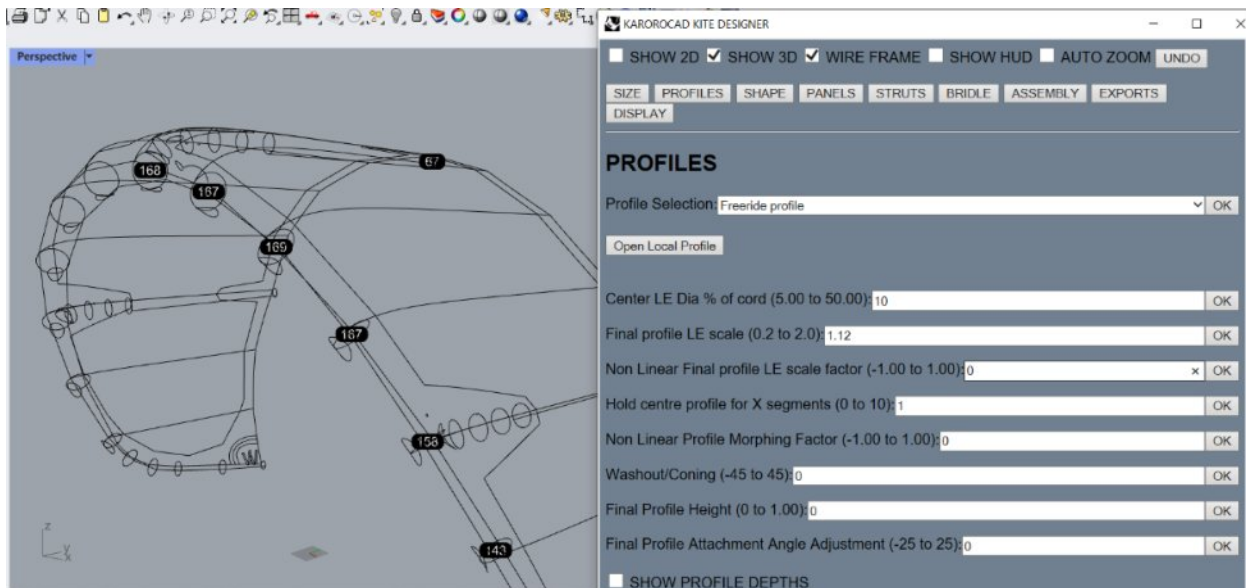 KAROROCAD KITE DESIGNER
SHOW 2D SHOW 3D WIRE FRAME SHOW HUD AUTO ZOOM UNDO
SIZE PROFILES SHAPE PANELS STRUTS BRIDLE ASSEMBLY EXPORTS
DISPLAY
PROFILES
Profile Selection: Freeride profile OK
Open Local Profile
Center LE Dia % of cord (5.00 to 50.00): 10 OK
Final profile LE scale (0.2 to 2.0): 1.12 OK
Non Linear Final profile LE scale factor (-1.00 to 1.00): 0 × OK
Hold centre profile for X segments (0 to 10): 1 OK
Non Linear Profile Morphing Factor (-1.00 to 1.00): 0 OK
Washout/Coning (-45 to 45): 0 OK
Final Profile Height (0 to 1.00): 0 OK
Final Profile Attachment Angle Adjustment (-25 to 25): 0 OK
SHOW PROFILE DEPTHS
Perspective
67
168
167
169
167
158
143
W
z
y
x